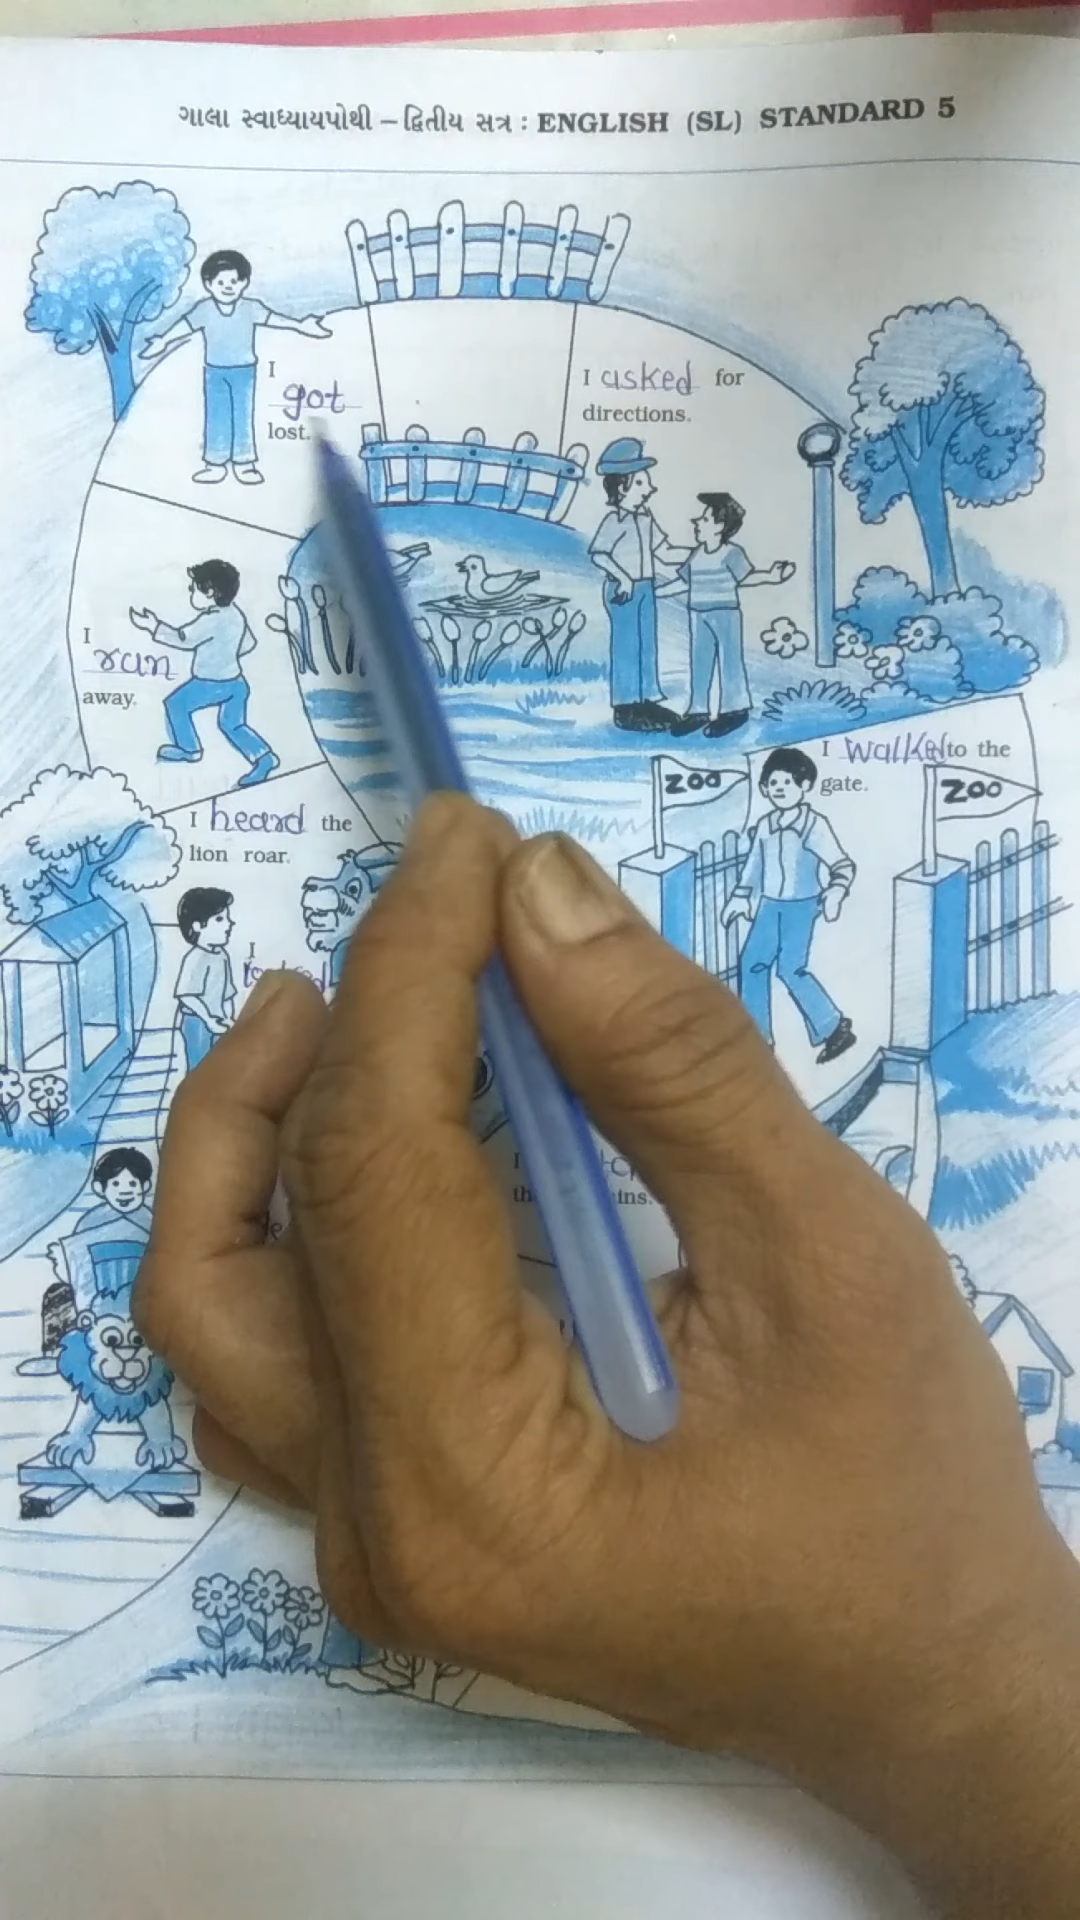 ગાલા સ્વાધ્યાયપોથી – દ્વિતીય સત્ર : ENGLISH (SL) STANDARD 5
I
got
lost.
I asked for
directions.
I
ran
away.
I walked to the
gate.
ZOO
ZOO
I heard the
lion roar.
I
I